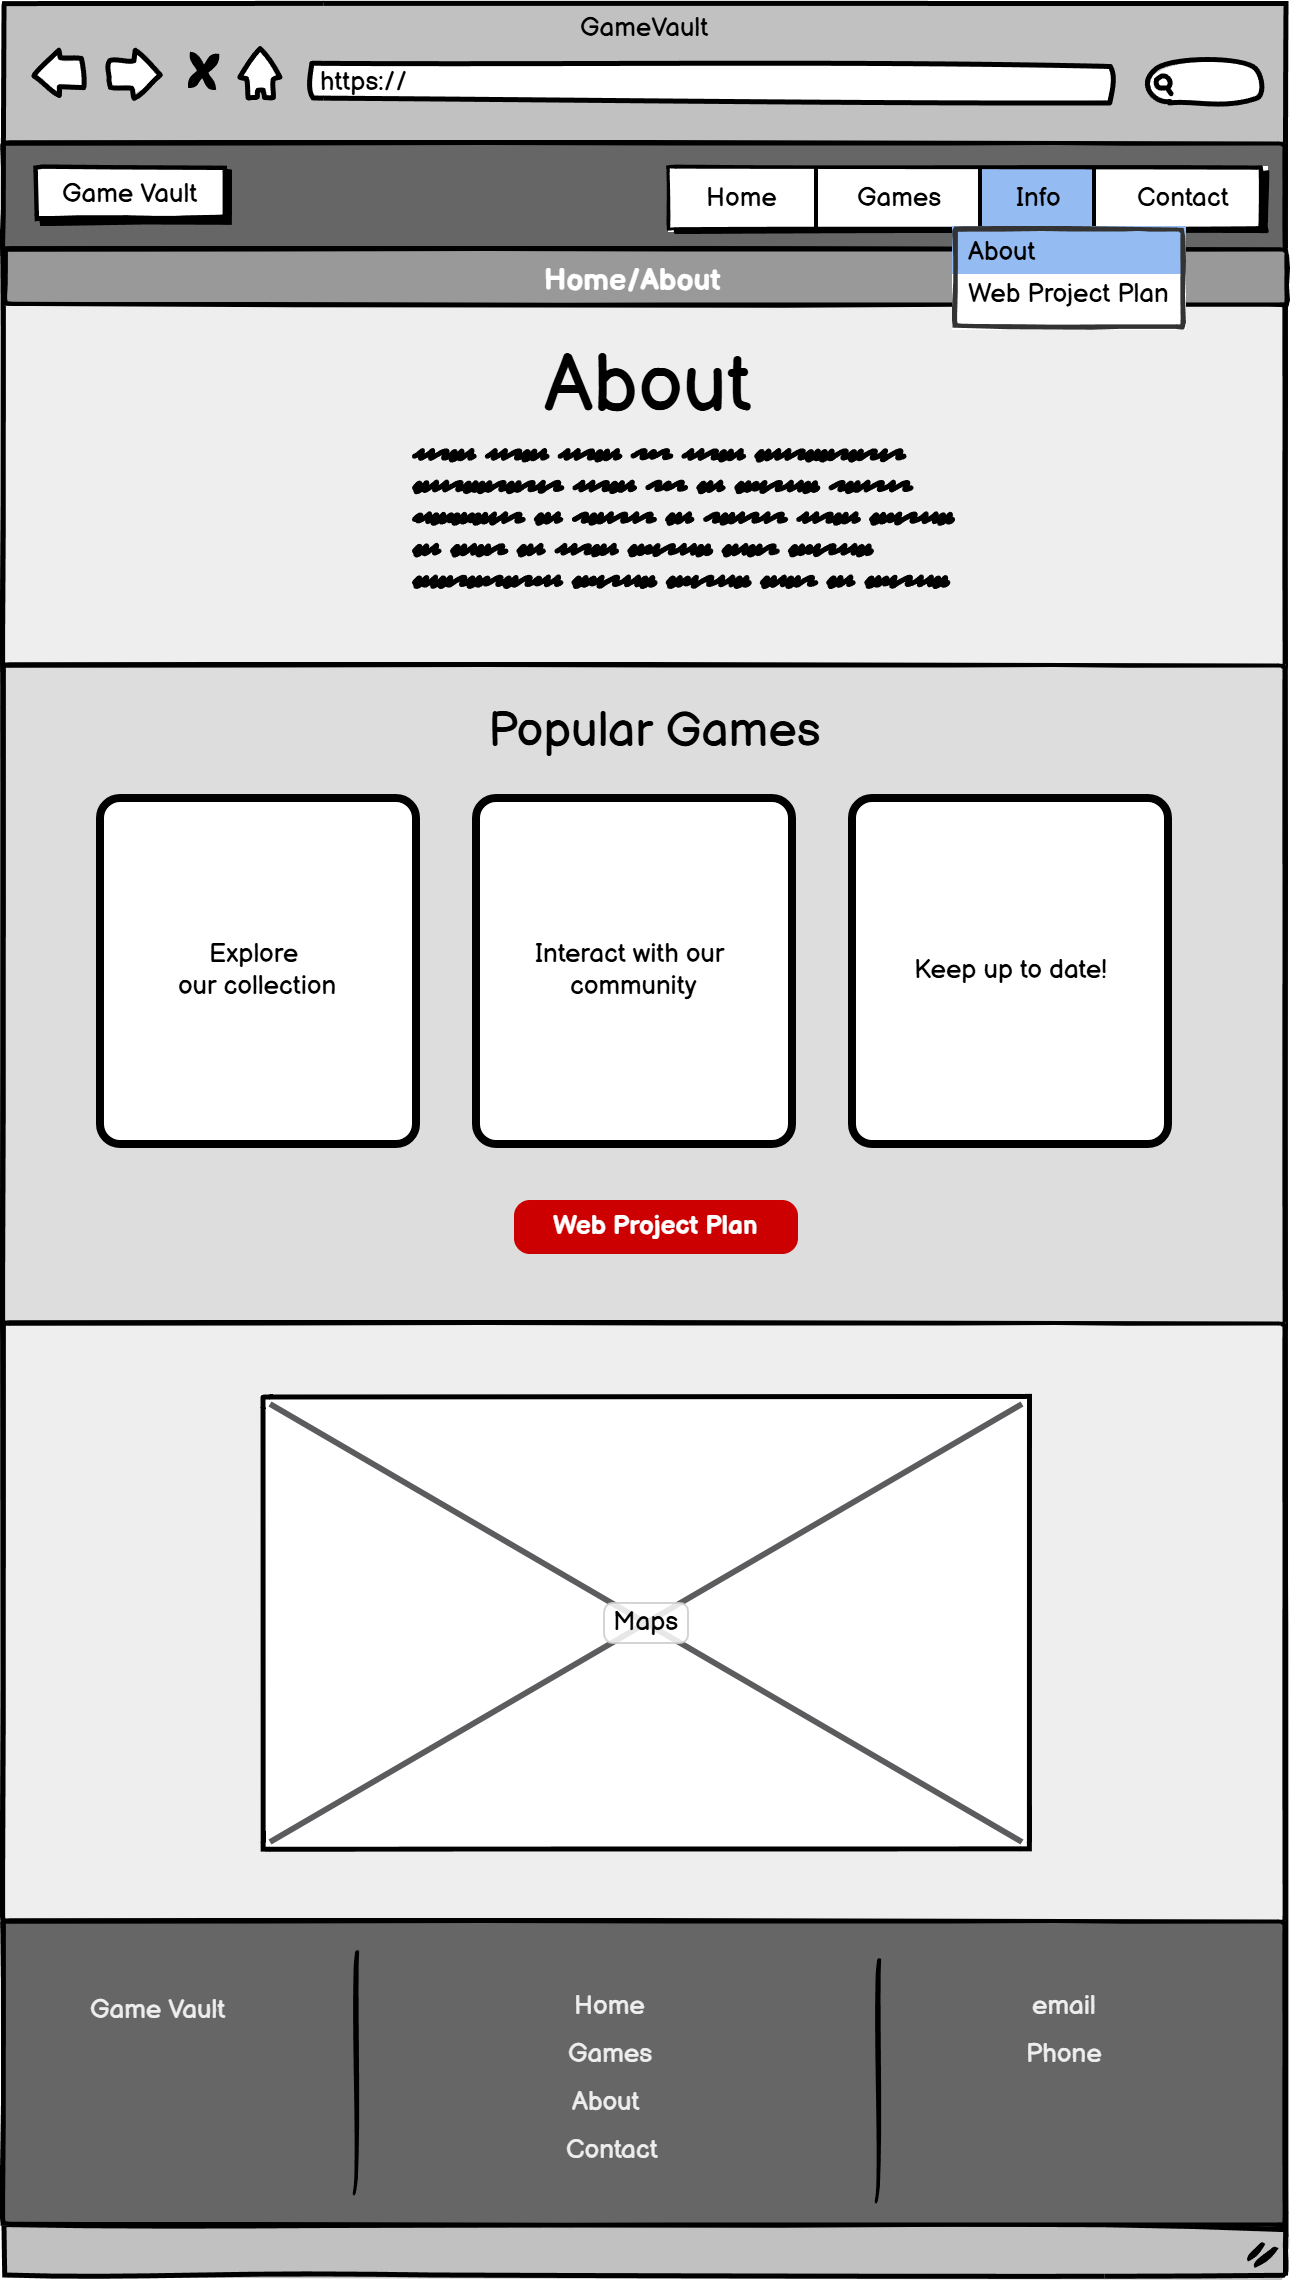 GameVault
https://
Game Vault
Home
Games
Info
Contact
About
Web Project Plan
Home/About
About
Popular Games
Explore
our collection
Interact with our
community
Keep up to date!
Web Project Plan
Maps
Game Vault
Home
Games
About
Contact
email
Phone